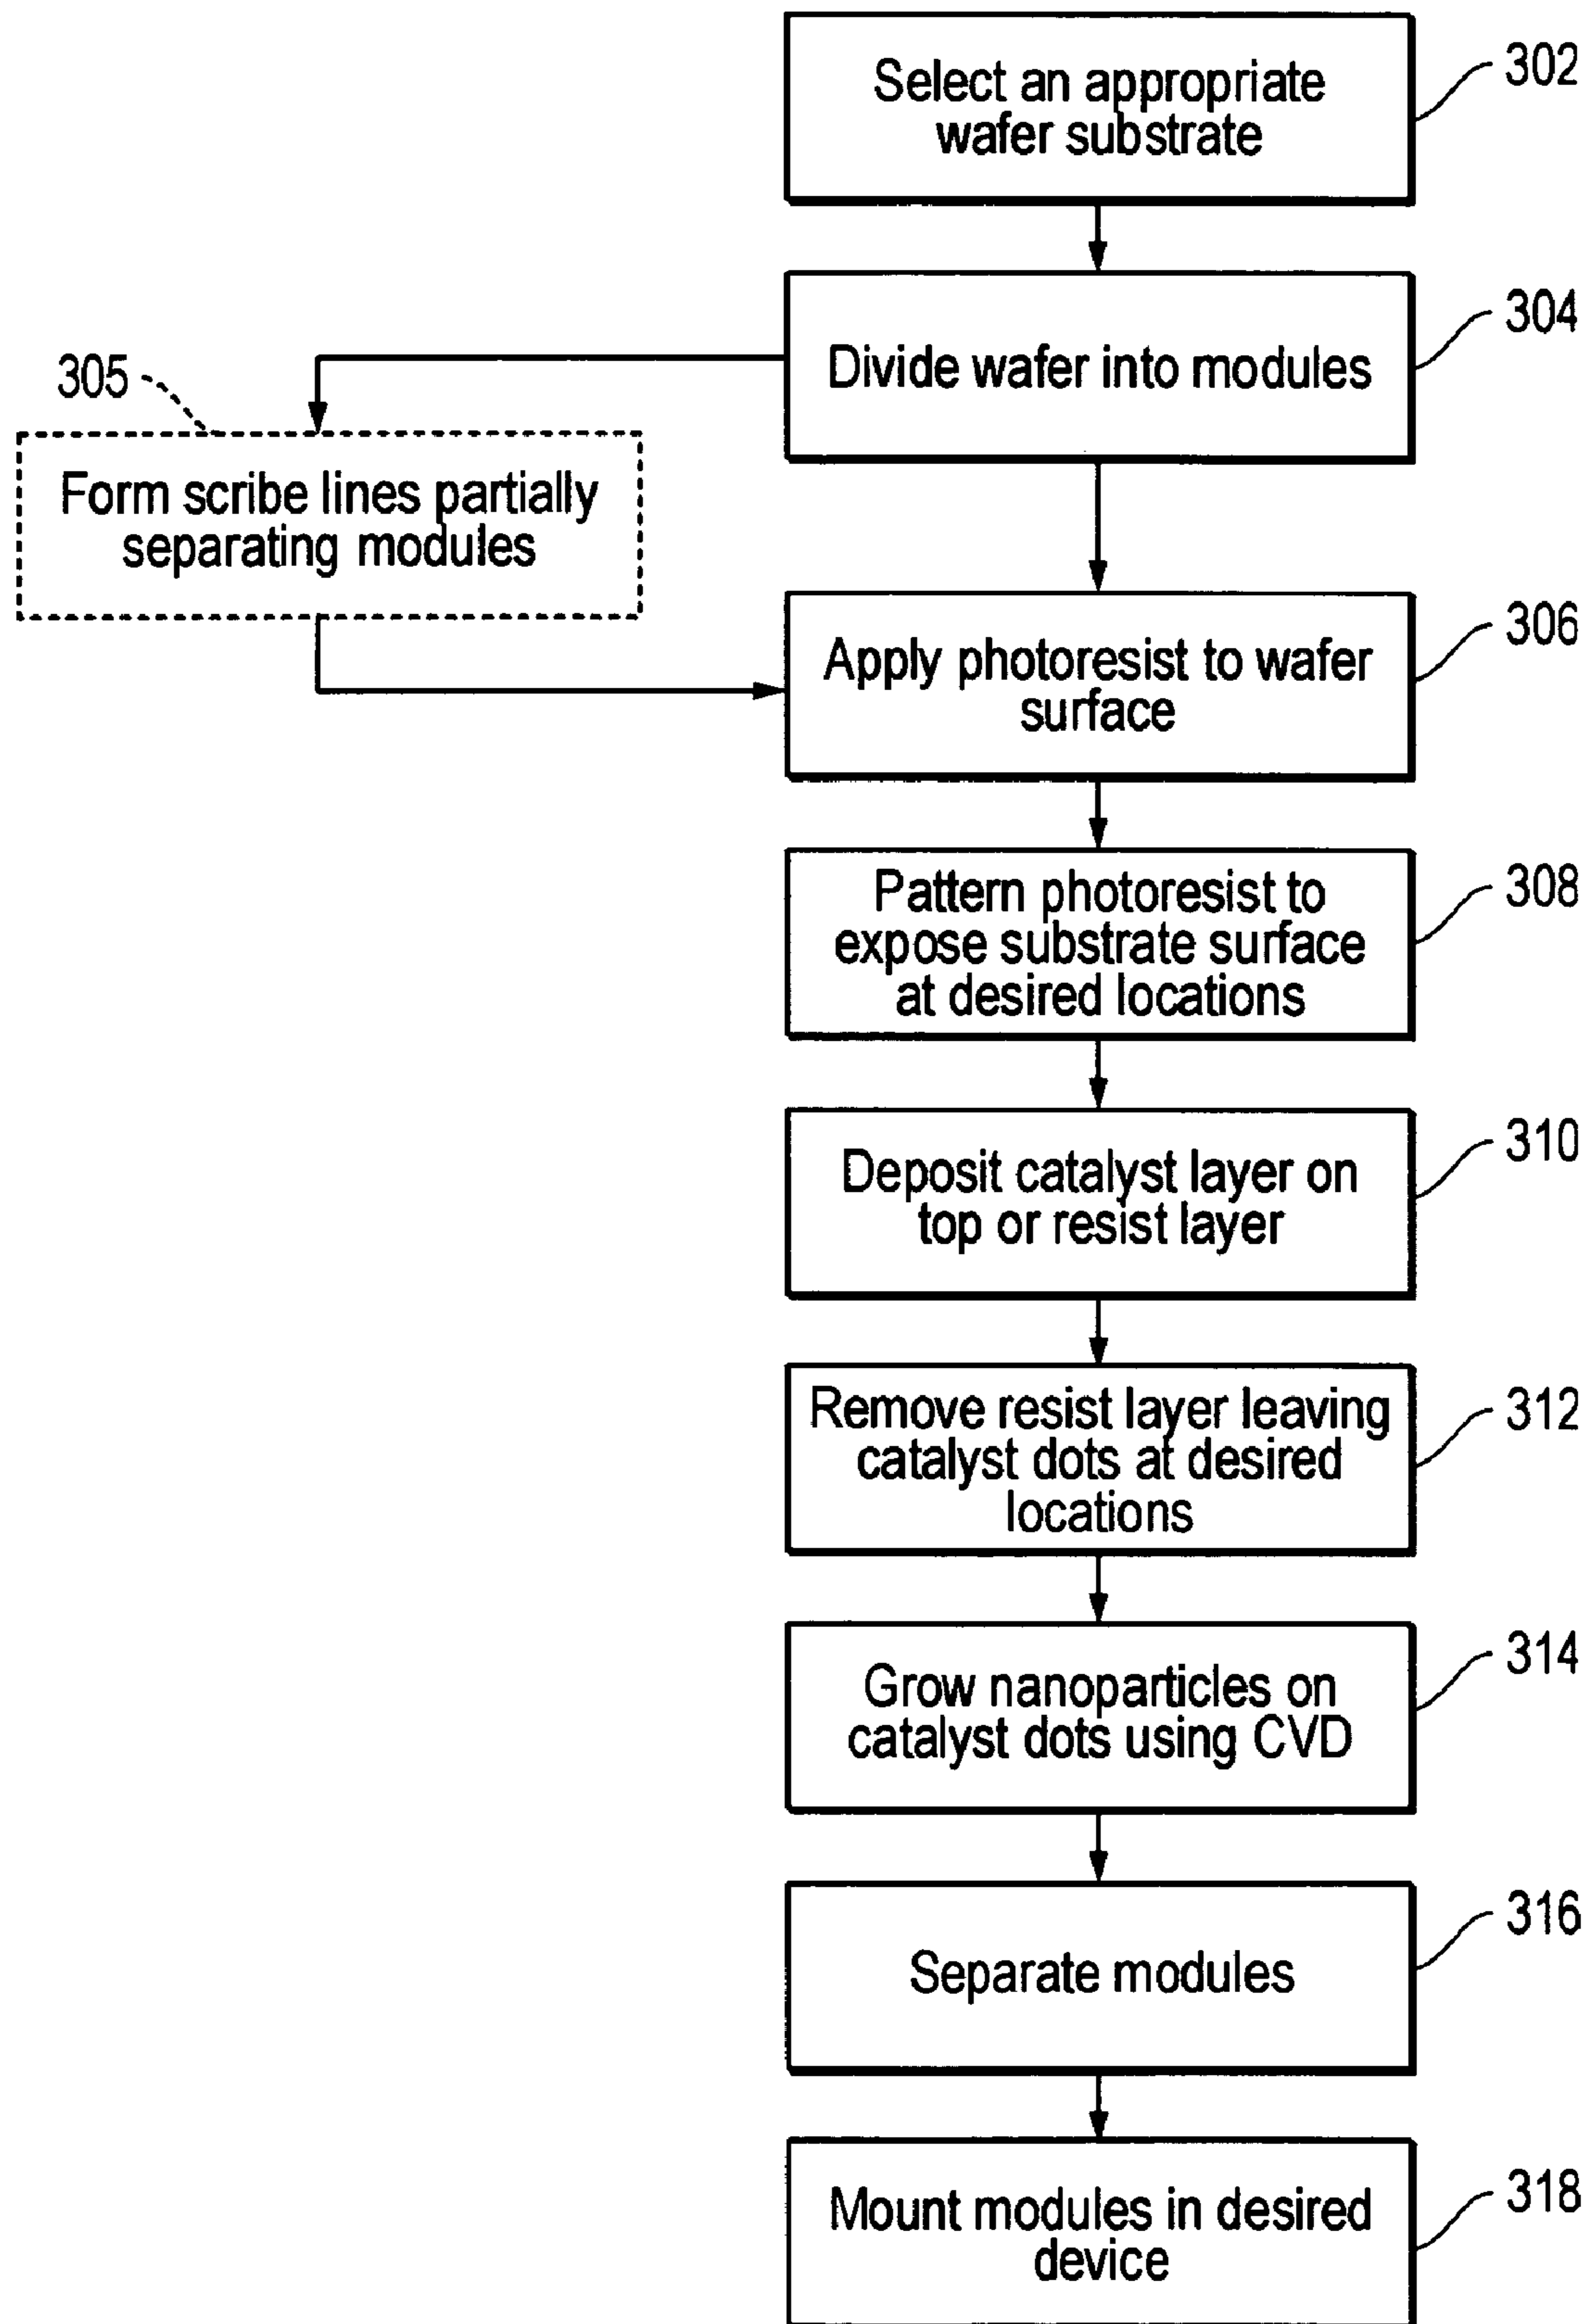 Select an appropriate
wafer substrate
302
Divide wafer into modules
304
305
Form scribe lines partially
separating modules
Apply photoresist to wafer
surface
306
Pattern photoresist to
expose substrate surface
at desired locations
308
Deposit catalyst layer on
top or resist layer
310
Remove resist layer leaving
catalyst dots at desired
locations
312
Grow nanoparticles on
catalyst dots using CVD
314
Separate modules
316
Mount modules in desired
device
318